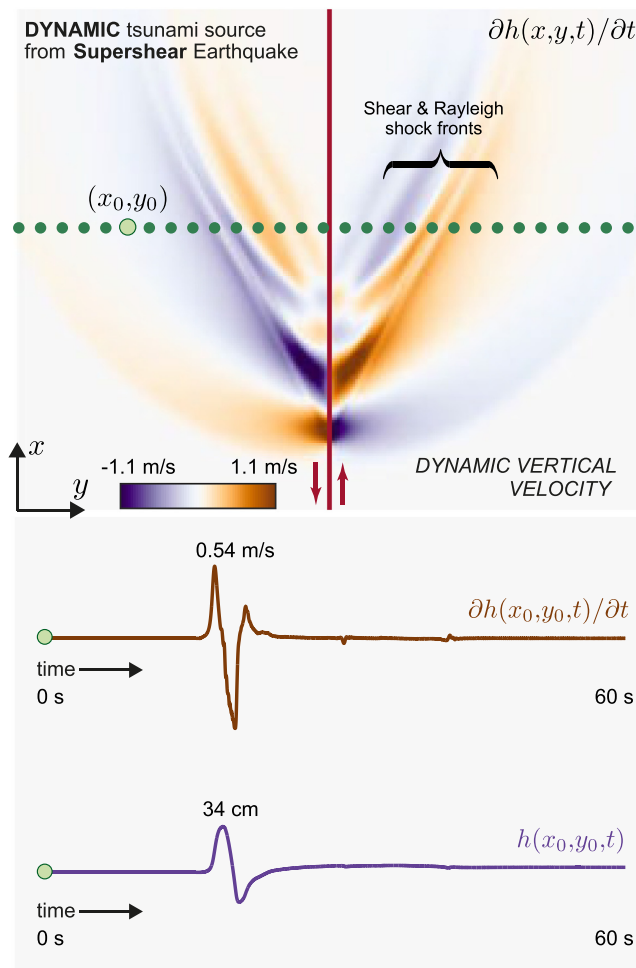 DYNAMIC tsunami source
from Supershear Earthquake
∂h(x,y,t)/∂t
Shear & Rayleigh
shock fronts
(x₀,y₀)
x
y
-1.1 m/s
1.1 m/s
DYNAMIC VERTICAL
VELOCITY
0.54 m/s
∂h(x₀,y₀,t)/∂t
time
0 s
60 s
34 cm
h(x₀,y₀,t)
time
0 s
60 s